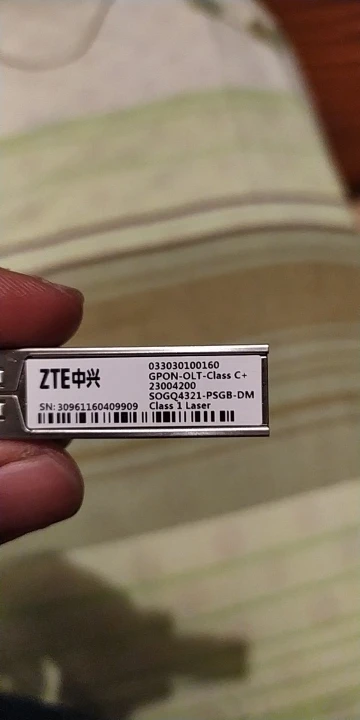 ZTE中兴
033030100160
GPON-OLT-Class C+
23004200
SOGQ4321-PSGB-DM
SN: 30961160409909
Class 1 Laser